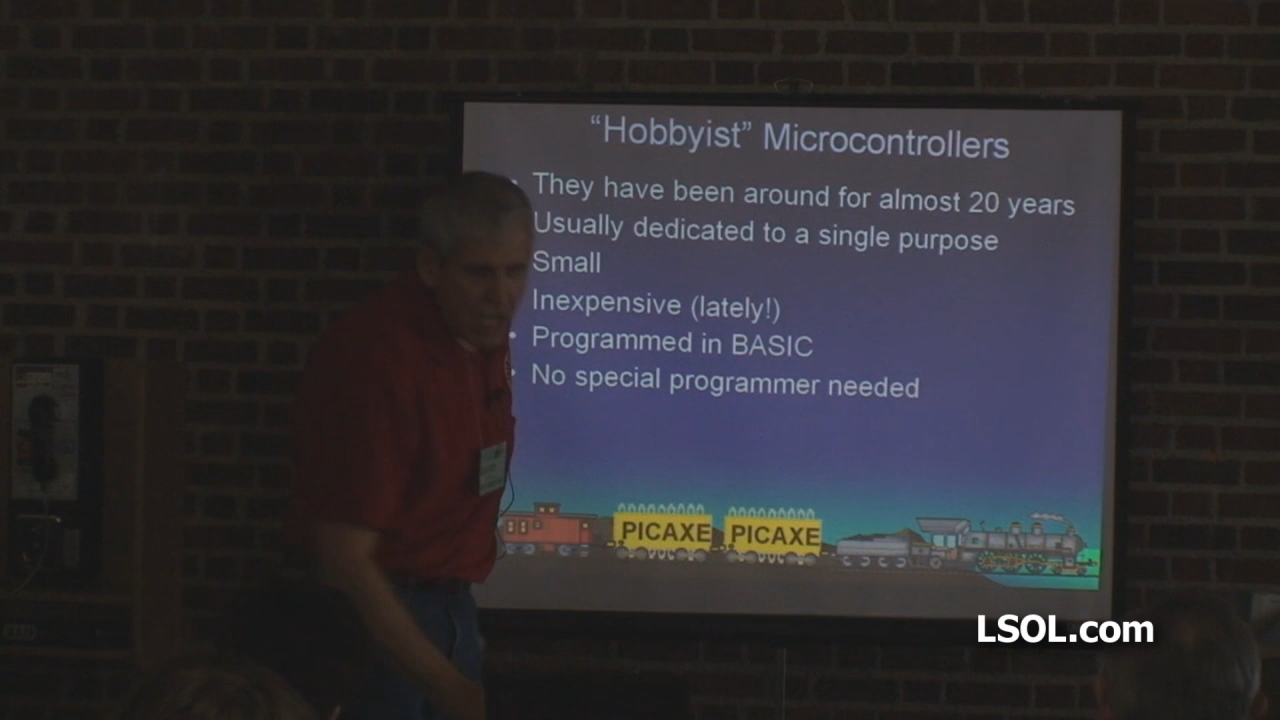 “Hobbyist” Microcontrollers
• They have been around for almost 20 years
Usually dedicated to a single purpose
Small
Inexpensive (lately!)
• Programmed in BASIC
• No special programmer needed
PICAXE PICAXE
LSOL.com